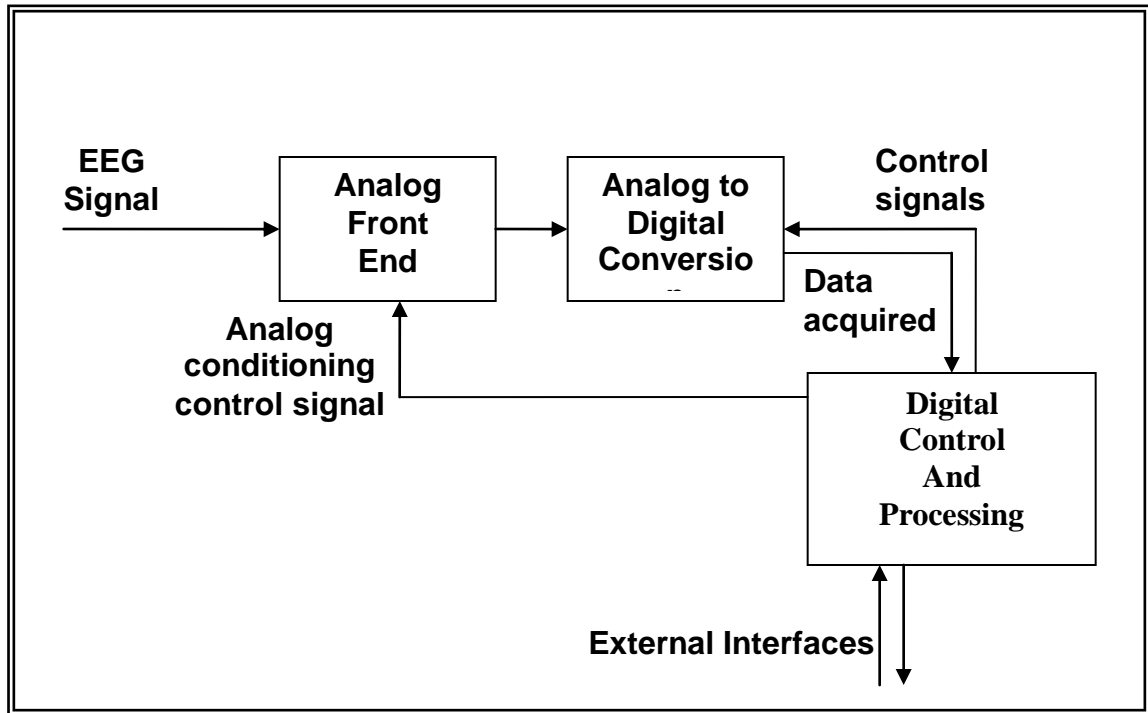 EEG
Signal
Analog
Front
End
Analog to
Digital
Conversio
Control
signals
Data
acquired
Analog
conditioning
control signal
Digital
Control
And
Processing
External Interfaces